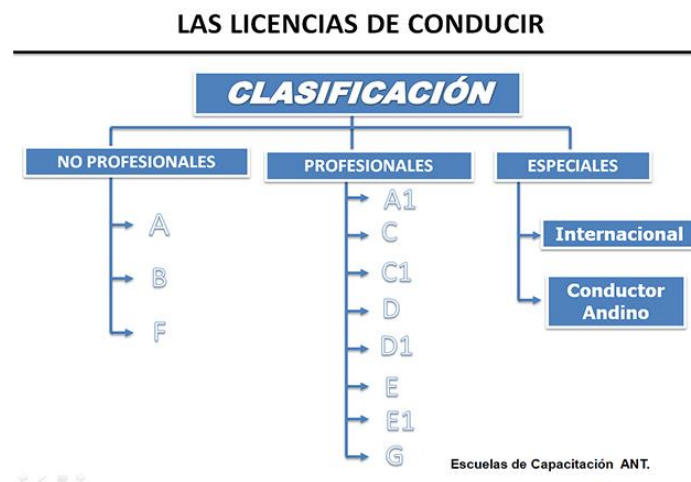 LAS LICENCIAS DE CONDUCIR
CLASIFICACIÓN
NO PROFESIONALES
A
B
F
PROFESIONALES
A1
C
C1
D
D1
E
E1
G
ESPECIALES
Internacional
Conductor
Andino
Escuelas de Capacitación ANT.